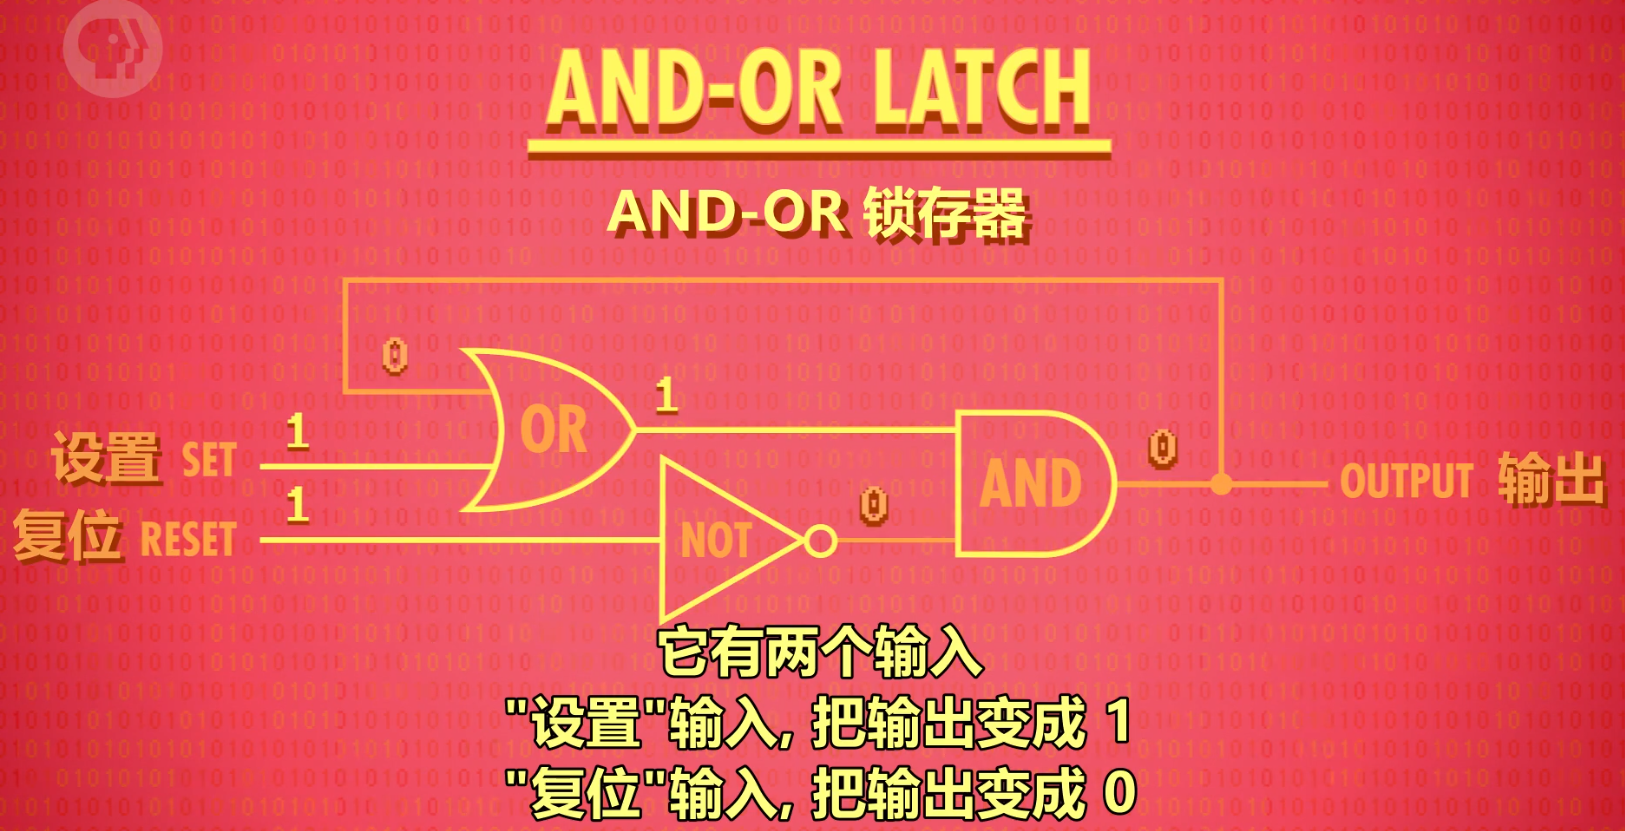 AND-OR LATCH
AND-OR 锁存器
0
OR
1
设置 SET
1
复位 RESET
1
NOT
0
AND
0
OUTPUT 输出
它有两个输入
"设置"输入, 把输出变成 1
"复位"输入, 把输出变成 0